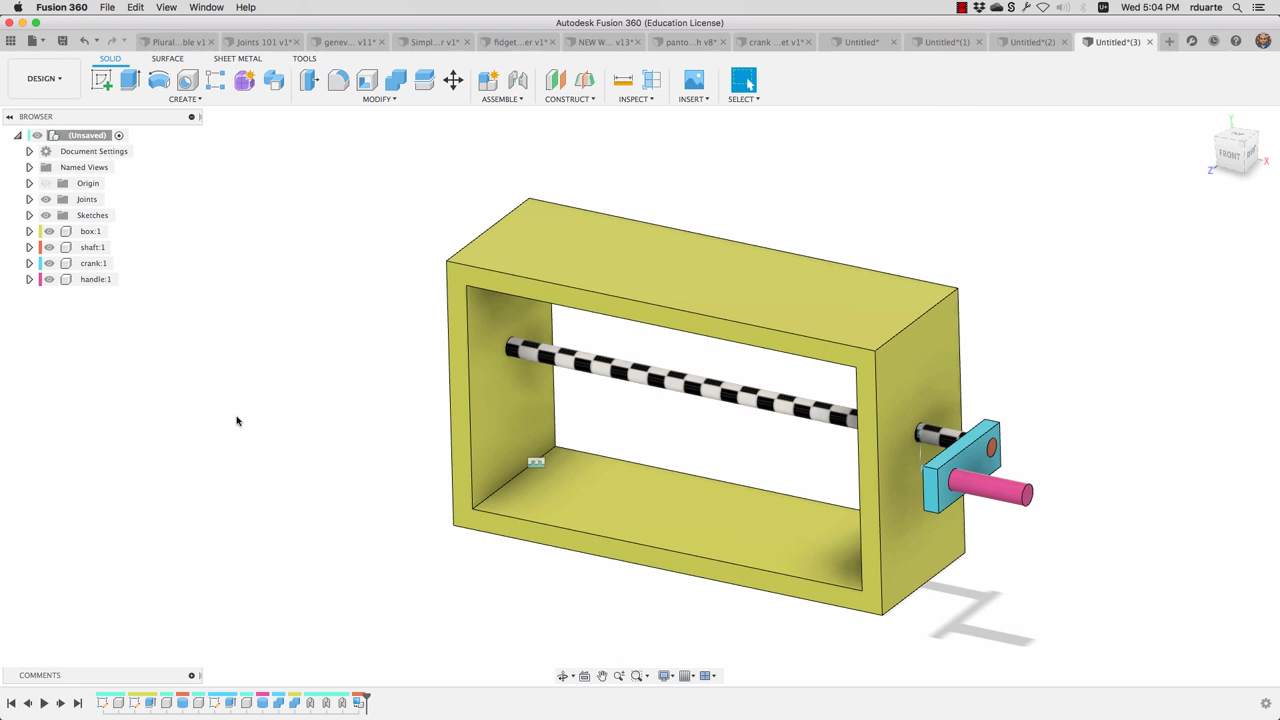 Fusion 360 File Edit View Window Help
Wed 5:04 PM rduarte
Autodesk Fusion 360 (Education License)
Plural...ble v1 Joints 101 v1* genev... v11* Simpl...r v1* fidget...er v1* NEW W... v13* panto...h v8* crank ...et v1* Untitled* Untitled*(1) Untitled*(2) Untitled*(3)
SOLID SURFACE SHEET METAL TOOLS
DESIGN
CREATE MODIFY ASSEMBLE CONSTRUCT INSPECT INSERT SELECT
BROWSER
(Unsaved)
Document Settings
Named Views
Origin
Joints
Sketches
box:1
shaft:1
crank:1
handle:1
Y
FRONT
X
Z
COMMENTS